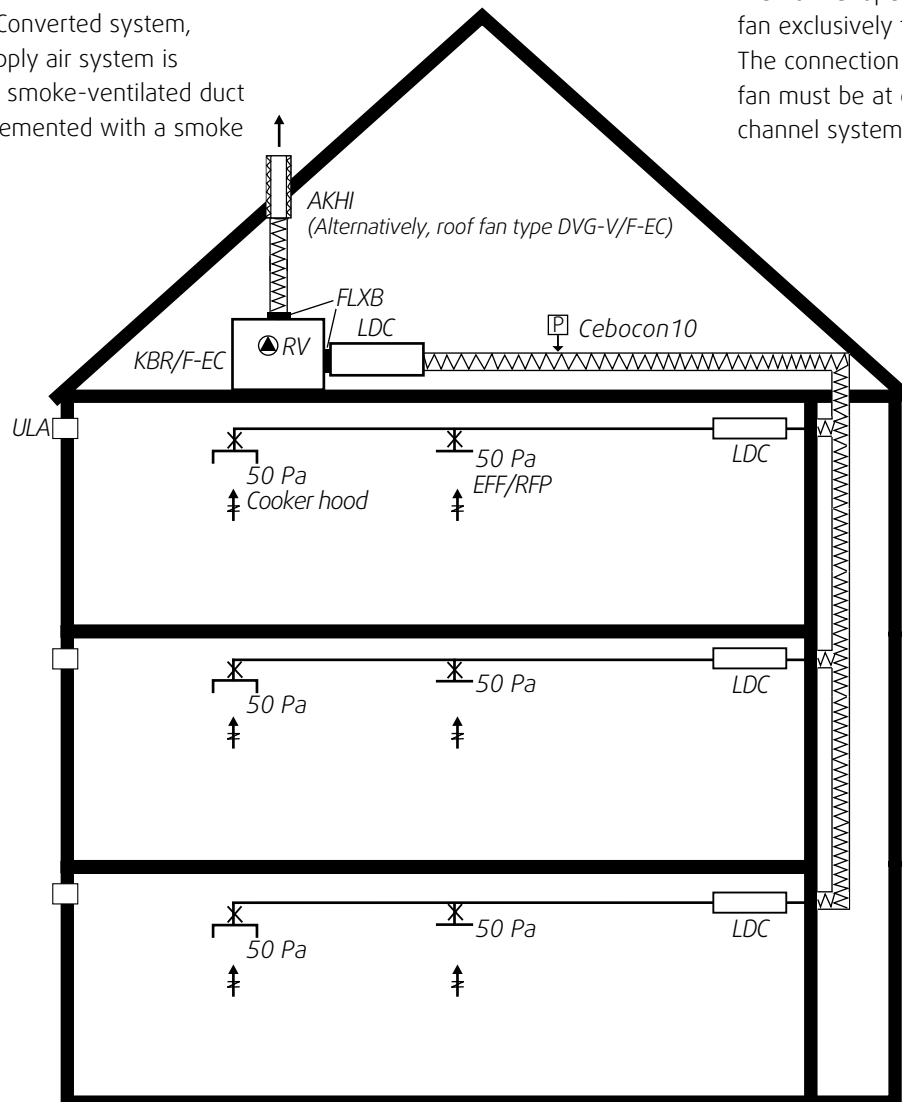 Converted system,
pply air system is
smoke-ventilated duct
emented with a smoke
fan exclusively
The connection
fan must be at
channel system
AKHI
(Alternatively, roof fan type DVG-V/F-EC)
FLXB
LDC
P Cebocon10
KBR/F-EC
RV
ULA
50 Pa
Cooker hood
50 Pa
EFF/RFP
LDC
50 Pa
50 Pa
LDC
50 Pa
50 Pa
LDC